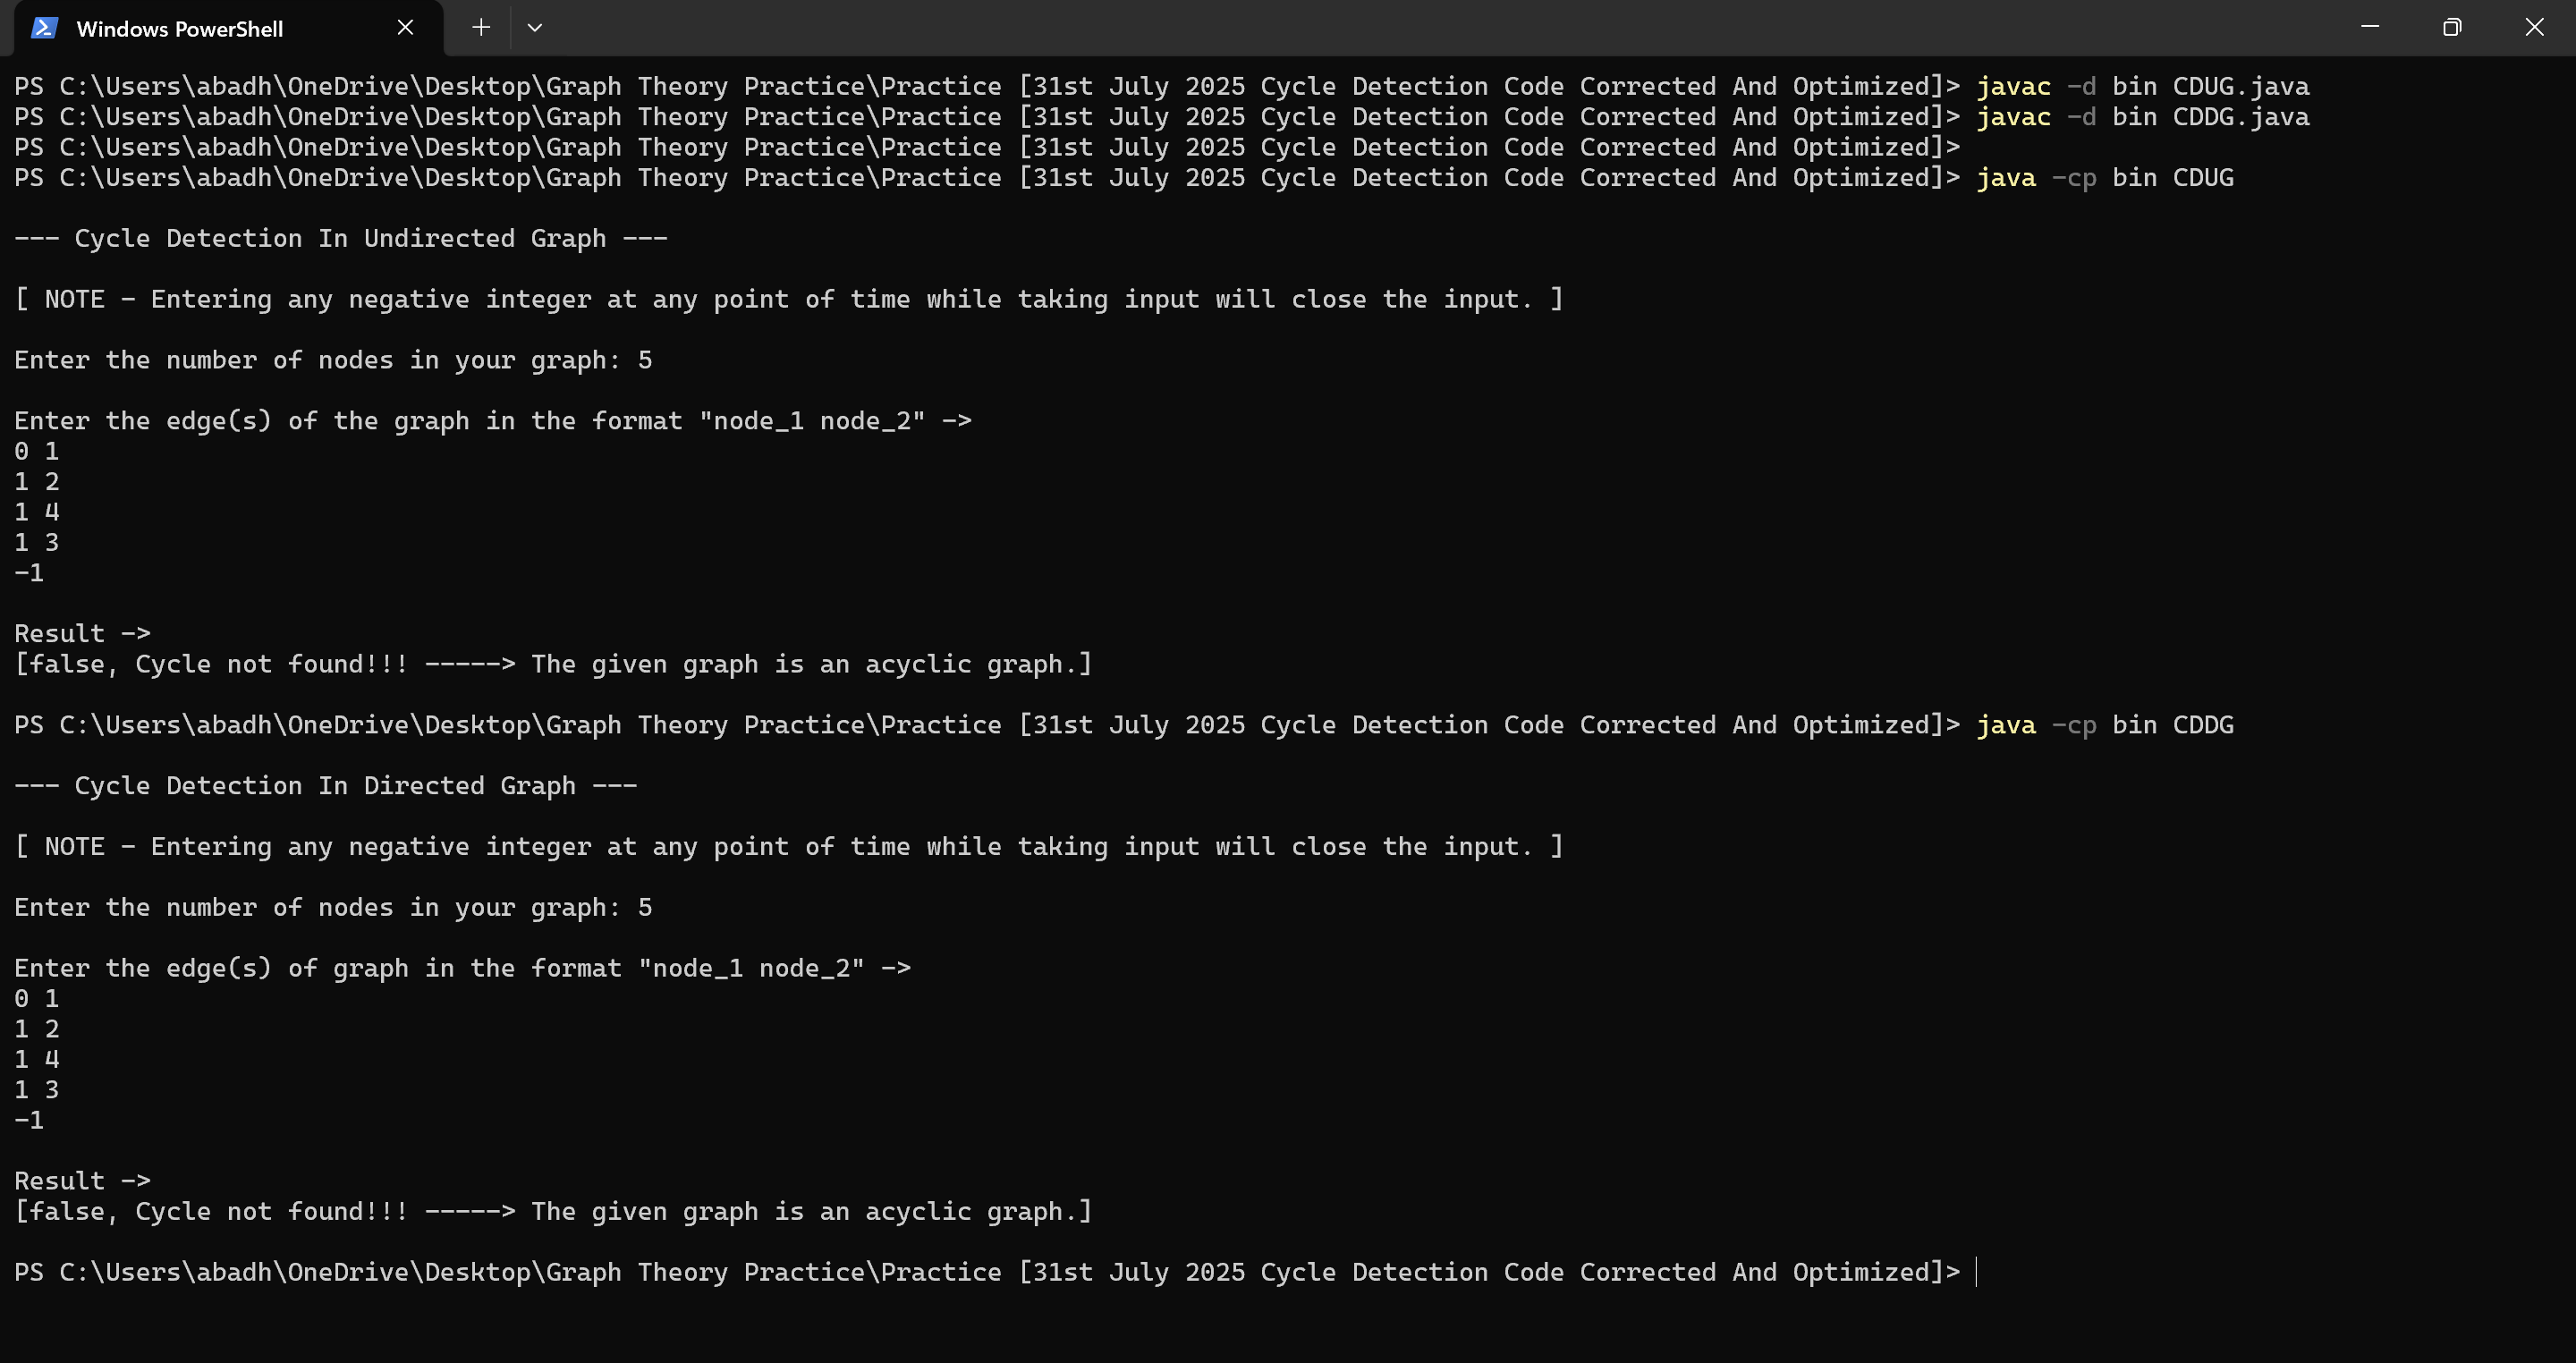 Windows PowerShell
PS C:\Users\abadh\OneDrive\Desktop\Graph Theory Practice\Practice [31st July 2025 Cycle Detection Code Corrected And Optimized]> javac -d bin CDUG.java
PS C:\Users\abadh\OneDrive\Desktop\Graph Theory Practice\Practice [31st July 2025 Cycle Detection Code Corrected And Optimized]> javac -d bin CDDG.java
PS C:\Users\abadh\OneDrive\Desktop\Graph Theory Practice\Practice [31st July 2025 Cycle Detection Code Corrected And Optimized]>
PS C:\Users\abadh\OneDrive\Desktop\Graph Theory Practice\Practice [31st July 2025 Cycle Detection Code Corrected And Optimized]> java -cp bin CDUG
--- Cycle Detection In Undirected Graph ---
[ NOTE - Entering any negative integer at any point of time while taking input will close the input. ]
Enter the number of nodes in your graph: 5
Enter the edge(s) of the graph in the format "node_1 node_2" ->
0 1
1 2
1 4
1 3
-1
Result ->
[false, Cycle not found!!! -----> The given graph is an acyclic graph.]
PS C:\Users\abadh\OneDrive\Desktop\Graph Theory Practice\Practice [31st July 2025 Cycle Detection Code Corrected And Optimized]> java -cp bin CDDG
--- Cycle Detection In Directed Graph ---
[ NOTE - Entering any negative integer at any point of time while taking input will close the input. ]
Enter the number of nodes in your graph: 5
Enter the edge(s) of graph in the format "node_1 node_2" ->
0 1
1 2
1 4
1 3
-1
Result ->
[false, Cycle not found!!! -----> The given graph is an acyclic graph.]
PS C:\Users\abadh\OneDrive\Desktop\Graph Theory Practice\Practice [31st July 2025 Cycle Detection Code Corrected And Optimized]>